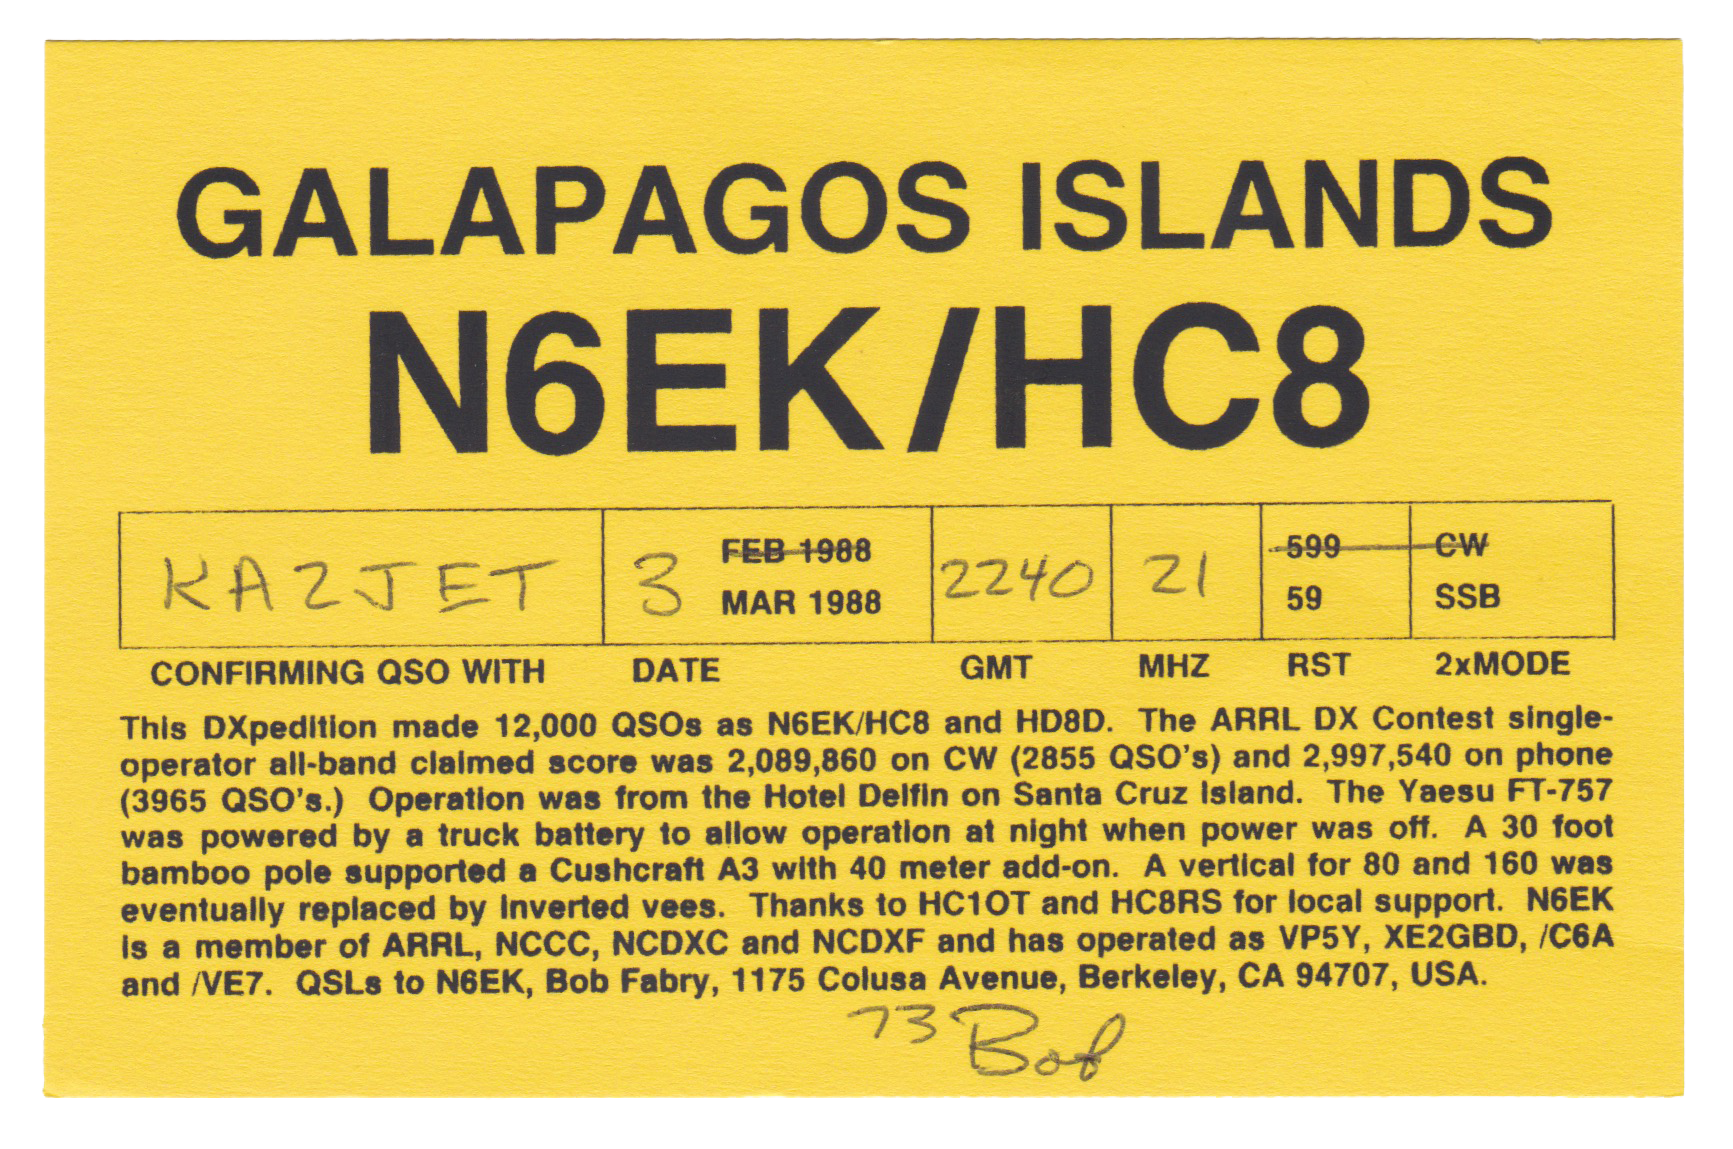 GALAPAGOS ISLANDS
N6EK/HC8
KA2JET 3 FEB 1988 MAR 1988 2240 21 599 59 CW SSB
CONFIRMING QSO WITH DATE GMT MHZ RST 2xMODE
This DXpedition made 12,000 QSOs as N6EK/HC8 and HD8D. The ARRL DX Contest single-
operator all-band claimed score was 2,089,860 on CW (2855 QSO's) and 2,997,540 on phone
(3965 QSO's.) Operation was from the Hotel Delfin on Santa Cruz Island. The Yaesu FT-757
was powered by a truck battery to allow operation at night when power was off. A 30 foot
bamboo pole supported a Cushcraft A3 with 40 meter add-on. A vertical for 80 and 160 was
eventually replaced by inverted vees. Thanks to HC1OT and HC8RS for local support. N6EK
is a member of ARRL, NCCC, NCDXC and NCDXF and has operated as VP5Y, XE2GBD, /C6A
and /VE7. QSLs to N6EK, Bob Fabry, 1175 Colusa Avenue, Berkeley, CA 94707, USA.
73 Bob